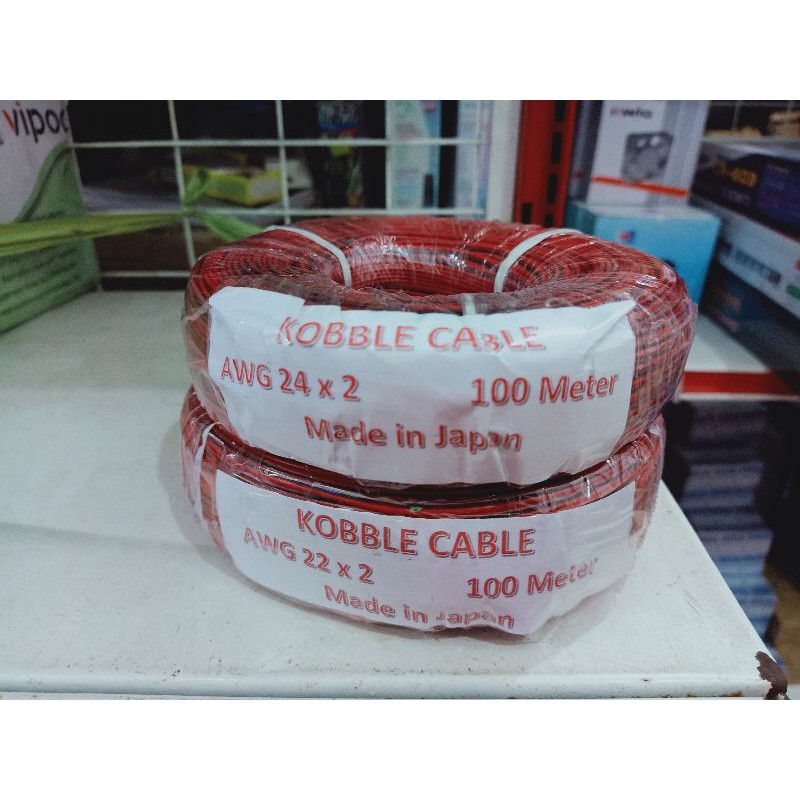 vipoo
KOBBLE CABLE
AWG 24 x 2 100 Meter
Made in Japan
KOBBLE CABLE
AWG 22 x 2 100 Meter
Made in Japan